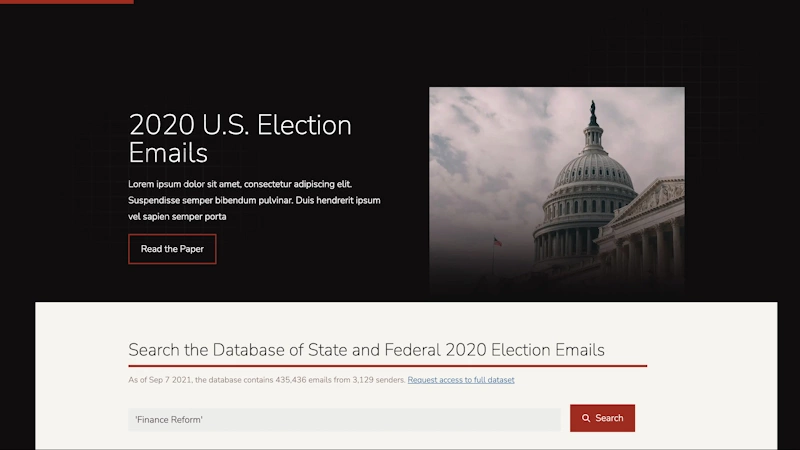 2020 U.S. Election
Emails
Lorem ipsum dolor sit amet, consectetur adipiscing elit.
Suspendisse semper bibendum pulvinar. Duis hendrerit ipsum
vel sapien semper porta
Read the Paper
Search the Database of State and Federal 2020 Election Emails
As of Sep 7 2021, the database contains 435,436 emails from 3,129 senders. Request access to full dataset
'Finance Reform'
Search